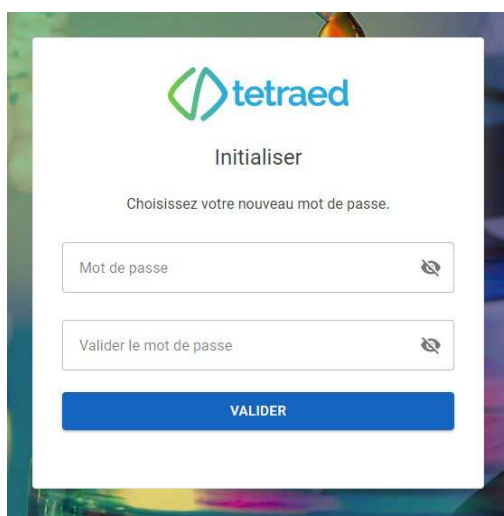 tetraed
Initialiser
Choisissez votre nouveau mot de passe.
Mot de passe
Valider le mot de passe
VALIDER